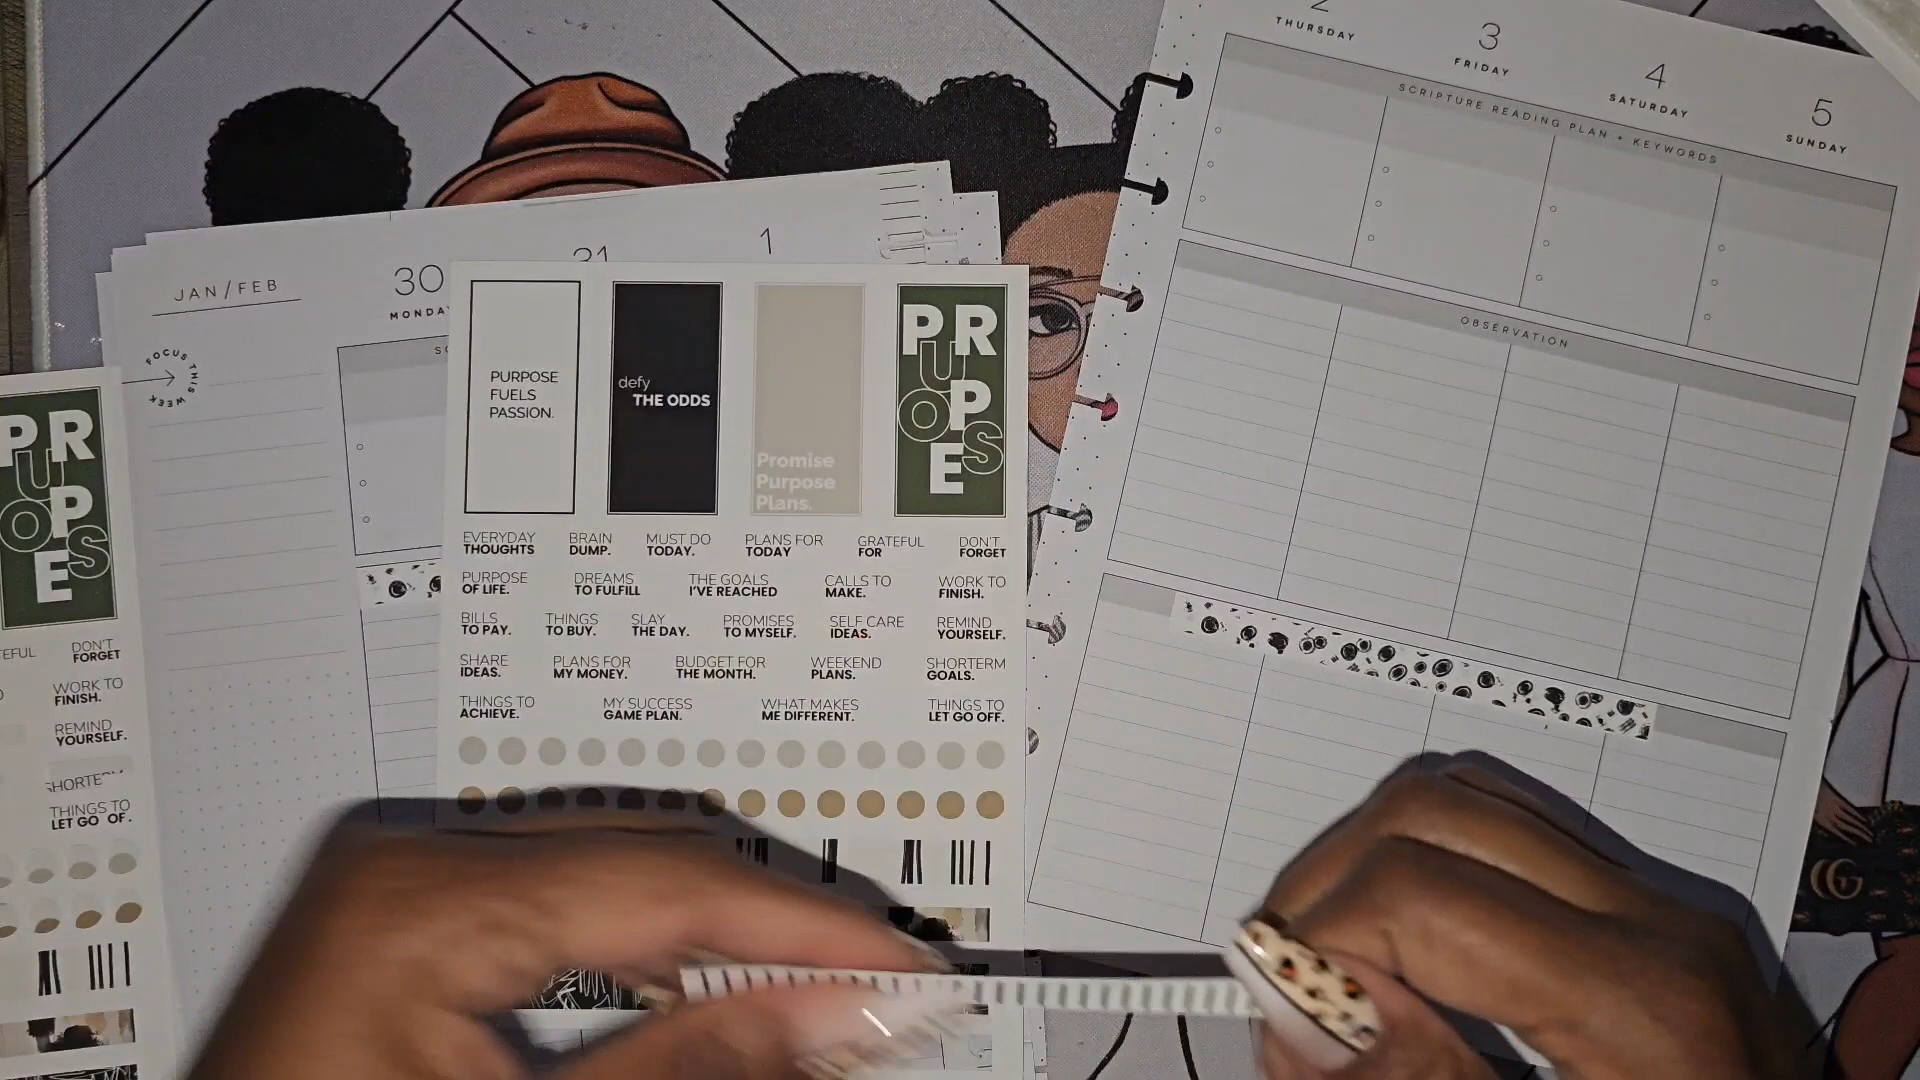 2
THURSDAY
3
FRIDAY
4
SATURDAY
5
SUNDAY
SCRIPTURE READING PLAN + KEYWORDS
OBSERVATION
JAN/FEB
30
MONDAY
31
1
FOCUS THIS WEEK
PURPOSE
FUELS
PASSION.
defy
THE ODDS
Promise
Purpose
Plans.
PURPOSE
EVERYDAY THOUGHTS
BRAIN DUMP.
MUST DO TODAY.
PLANS FOR TODAY
GRATEFUL FOR
DON'T FORGET
PURPOSE OF LIFE.
DREAMS TO FULFILL
THE GOALS I'VE REACHED
CALLS TO MAKE.
WORK TO FINISH.
BILLS TO PAY.
THINGS TO BUY.
SLAY THE DAY.
PROMISES TO MYSELF.
SELF CARE IDEAS.
REMIND YOURSELF.
SHARE IDEAS.
PLANS FOR MY MONEY.
BUDGET FOR THE MONTH.
WEEKEND PLANS.
SHORTERM GOALS.
THINGS TO ACHIEVE.
MY SUCCESS GAME PLAN.
WHAT MAKES ME DIFFERENT.
THINGS TO LET GO OFF.
PURPOSE
DON'T FORGET
WORK TO FINISH.
REMIND YOURSELF.
THINGS TO LET GO OF.